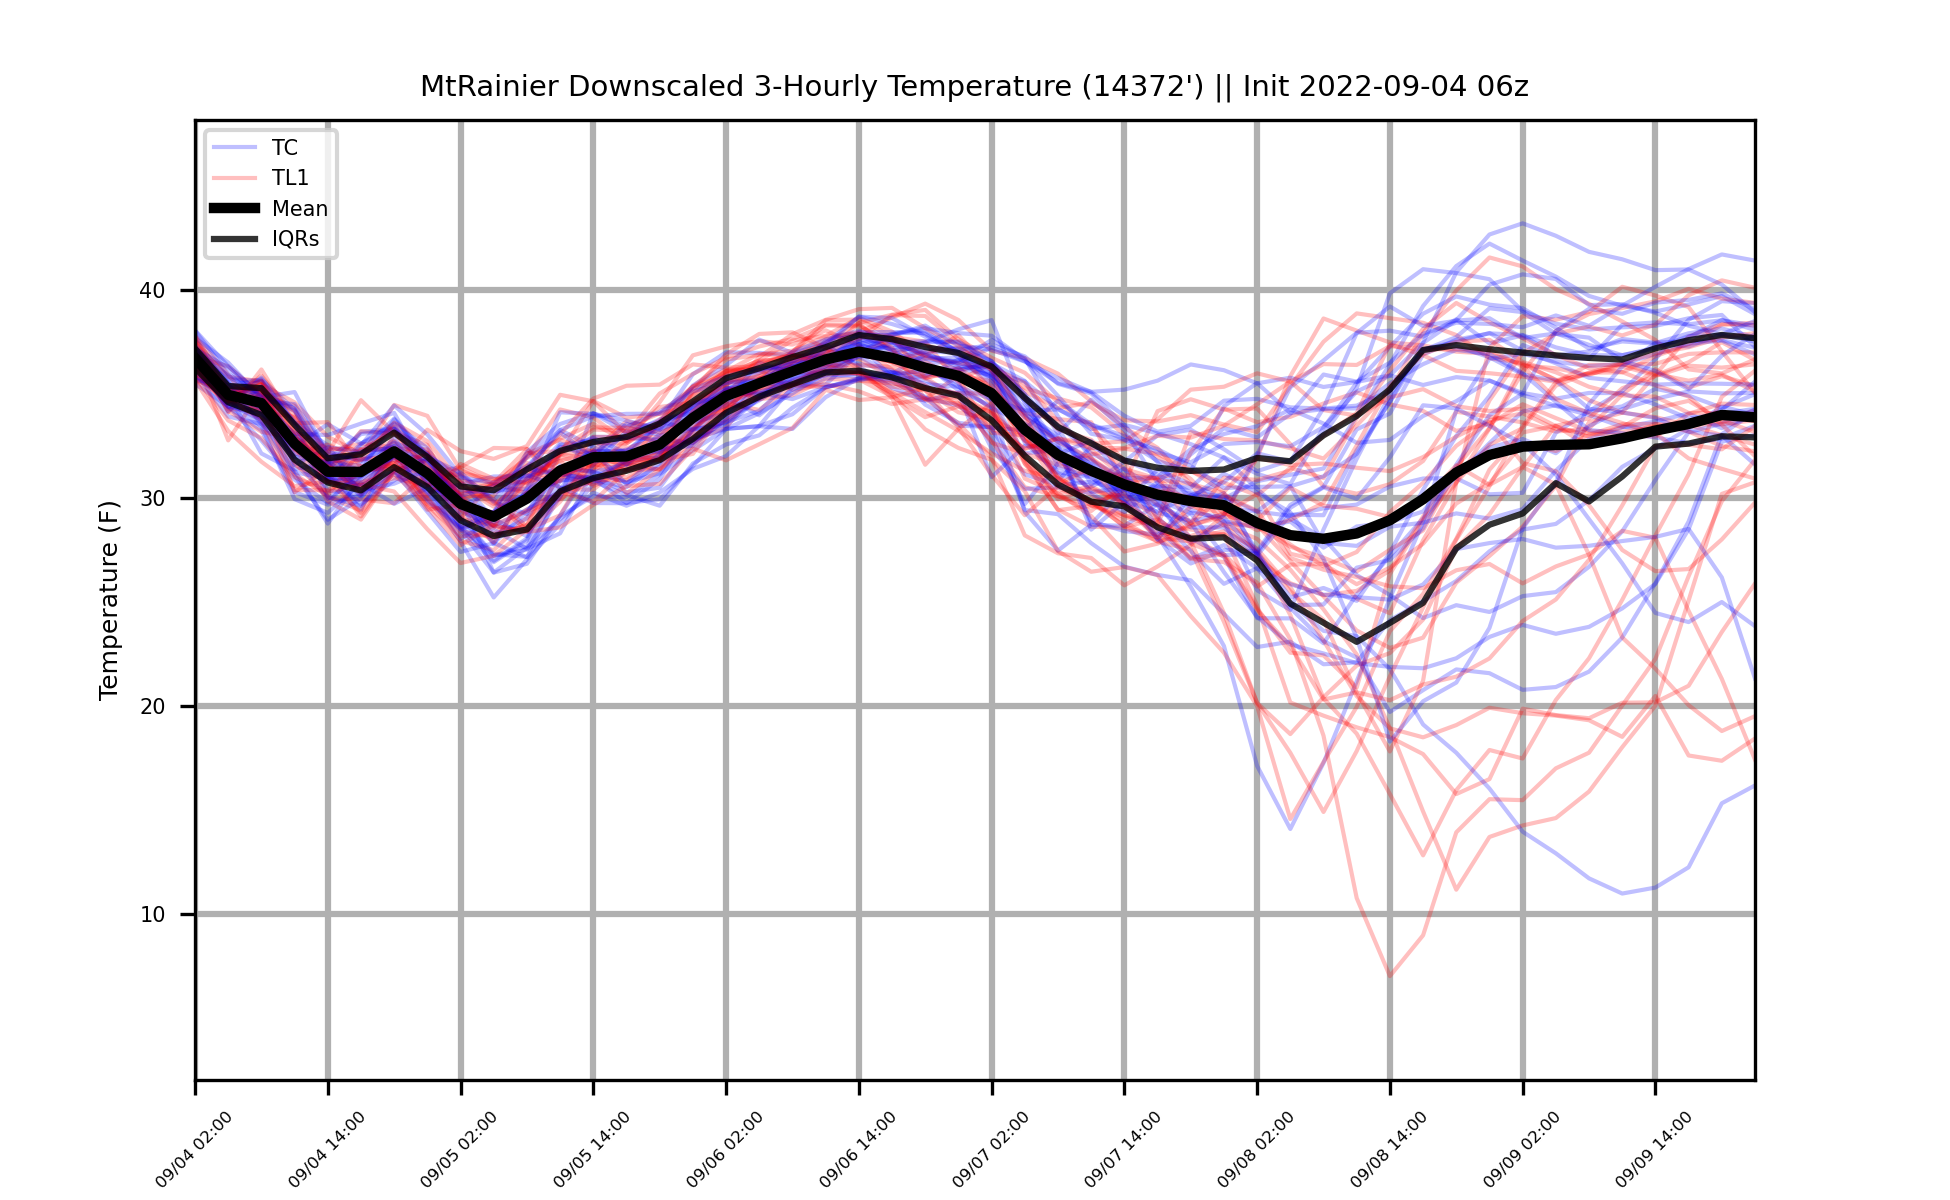 MtRainier Downscaled 3-Hourly Temperature (14372') || Init 2022-09-04 06z
TC
TL1
Mean
IQRs
Temperature (F)
40
30
20
10
09/04 02:00
09/04 14:00
09/05 02:00
09/05 14:00
09/06 02:00
09/06 14:00
09/07 02:00
09/07 14:00
09/08 02:00
09/08 14:00
09/09 02:00
09/09 14:00